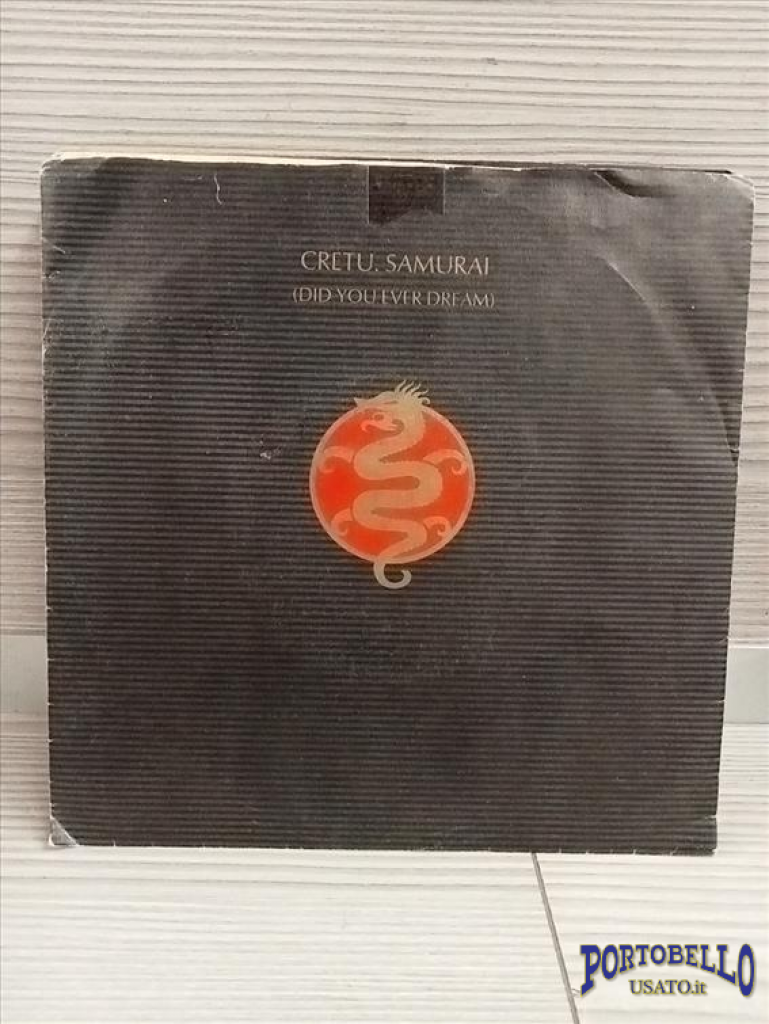 CRETU. SAMURAI
(DID YOU EVER DREAM)
PORTOBELLO
USATO.it